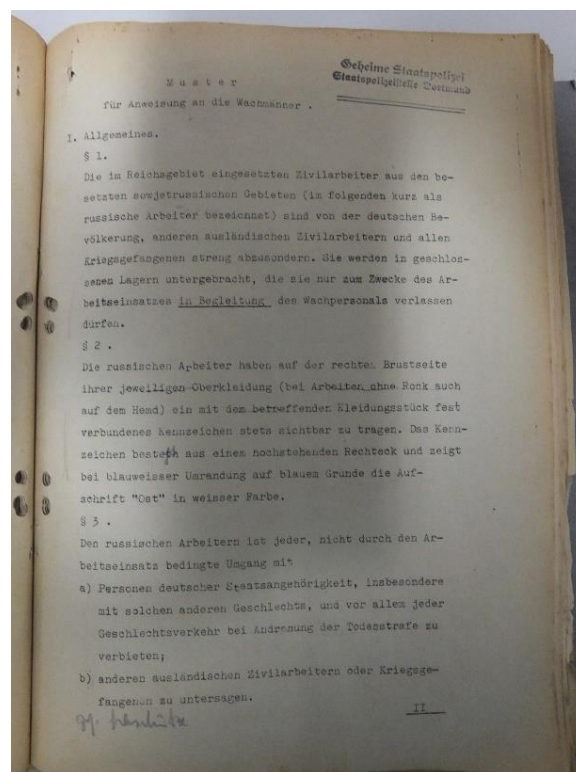 Geheime Staatspolizei
Staatspolizeistelle Dortmund
Muster
für Anweisung an die Wachmänner .
I. Allgemeines.
§ 1.
Die im Reichsgebiet eingesetzten Zivilarbeiter aus den be-
setzten sowjetrussischen Gebieten (im folgenden kurz als
russische Arbeiter bezeichnet) sind von der deutschen Be-
völkerung, anderen ausländischen Zivilarbeitern und allen
Kriegsgefangenen streng abzusondern. Sie werden in geschlos-
senen Lagern untergebracht, die sie nur zum Zwecke des Ar-
beitseinsatzes in Begleitung des Wachpersonals verlassen
dürfen.
§ 2 .
Die russischen Arbeiter haben auf der rechten Brustseite
ihrer jeweiligen Oberkleidung (bei Arbeiten ohne Rock auch
auf dem Hemd) ein mit dem betreffenden Kleidungsstück fest
verbundenes Kennzeichen stets sichtbar zu tragen. Das Kenn-
zeichen besteht aus einem hochstehenden Rechteck und zeigt
bei blauweisser Umrandung auf blauem Grunde die Auf-
schrift "Ost" in weisser Farbe.
§ 3 .
Den russischen Arbeitern ist jeder, nicht durch den Ar-
beitseinsatz bedingte Umgang mit
a) Personen deutscher Staatsangehörigkeit, insbesondere
mit solchen anderen Geschlechts, und vor allem jeder
Geschlechtsverkehr bei Androhung der Todesstrafe zu
verbieten;
b) anderen ausländischen Zivilarbeitern oder Kriegsge-
fangenen zu untersagen.
II